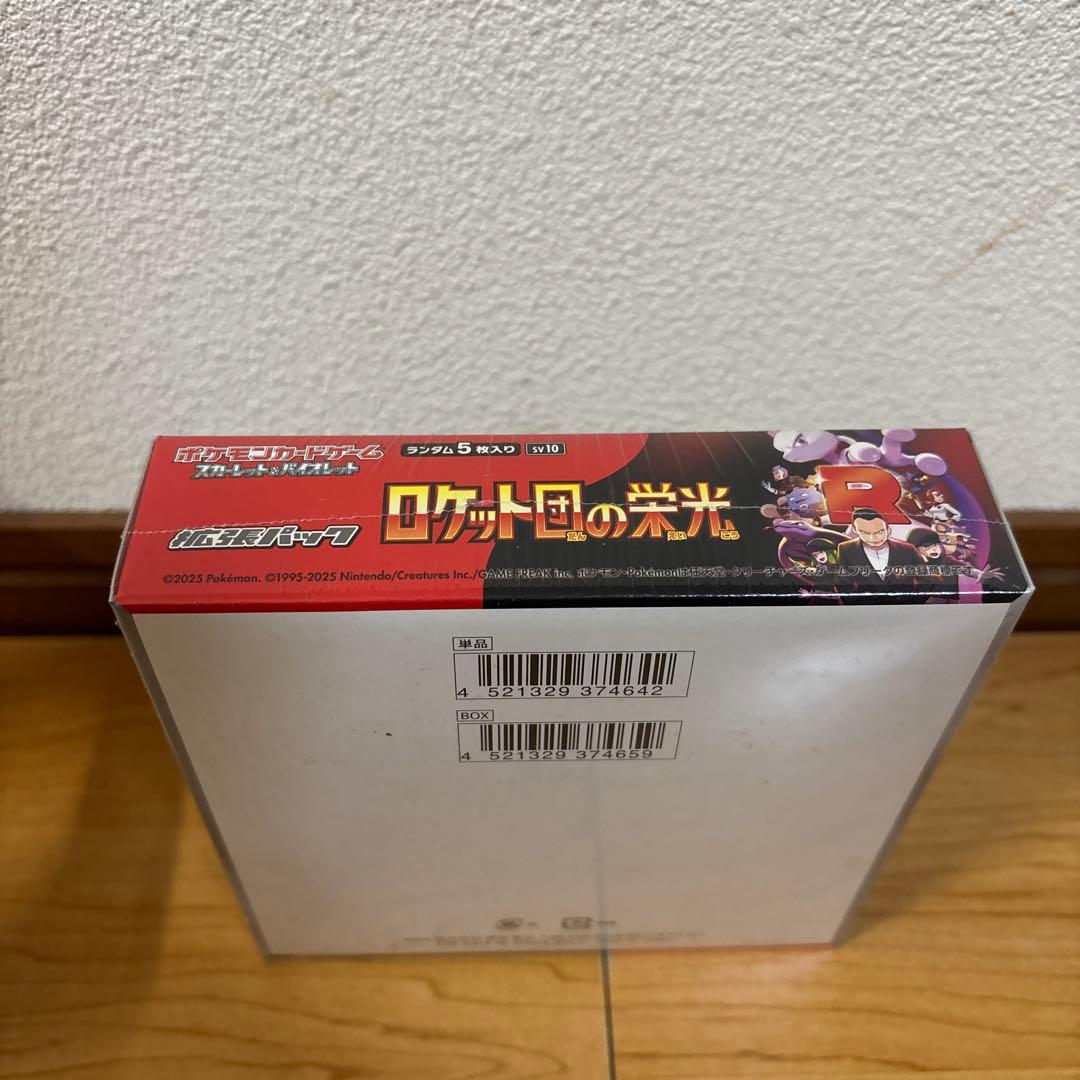 ポケモンカードゲーム
スカーレット&バイオレット
ランダム5枚入り
SV10
拡張パック
ロケット団の栄光
だん えい こう
R
©2025 Pokémon. ©1995-2025 Nintendo/Creatures Inc./GAME FREAK inc. ポケモン・Pokémonは任天堂・クリーチャーズ・ゲームフリークの登録商標です。
単品
4 521329 374642
BOX
4 521329 374659